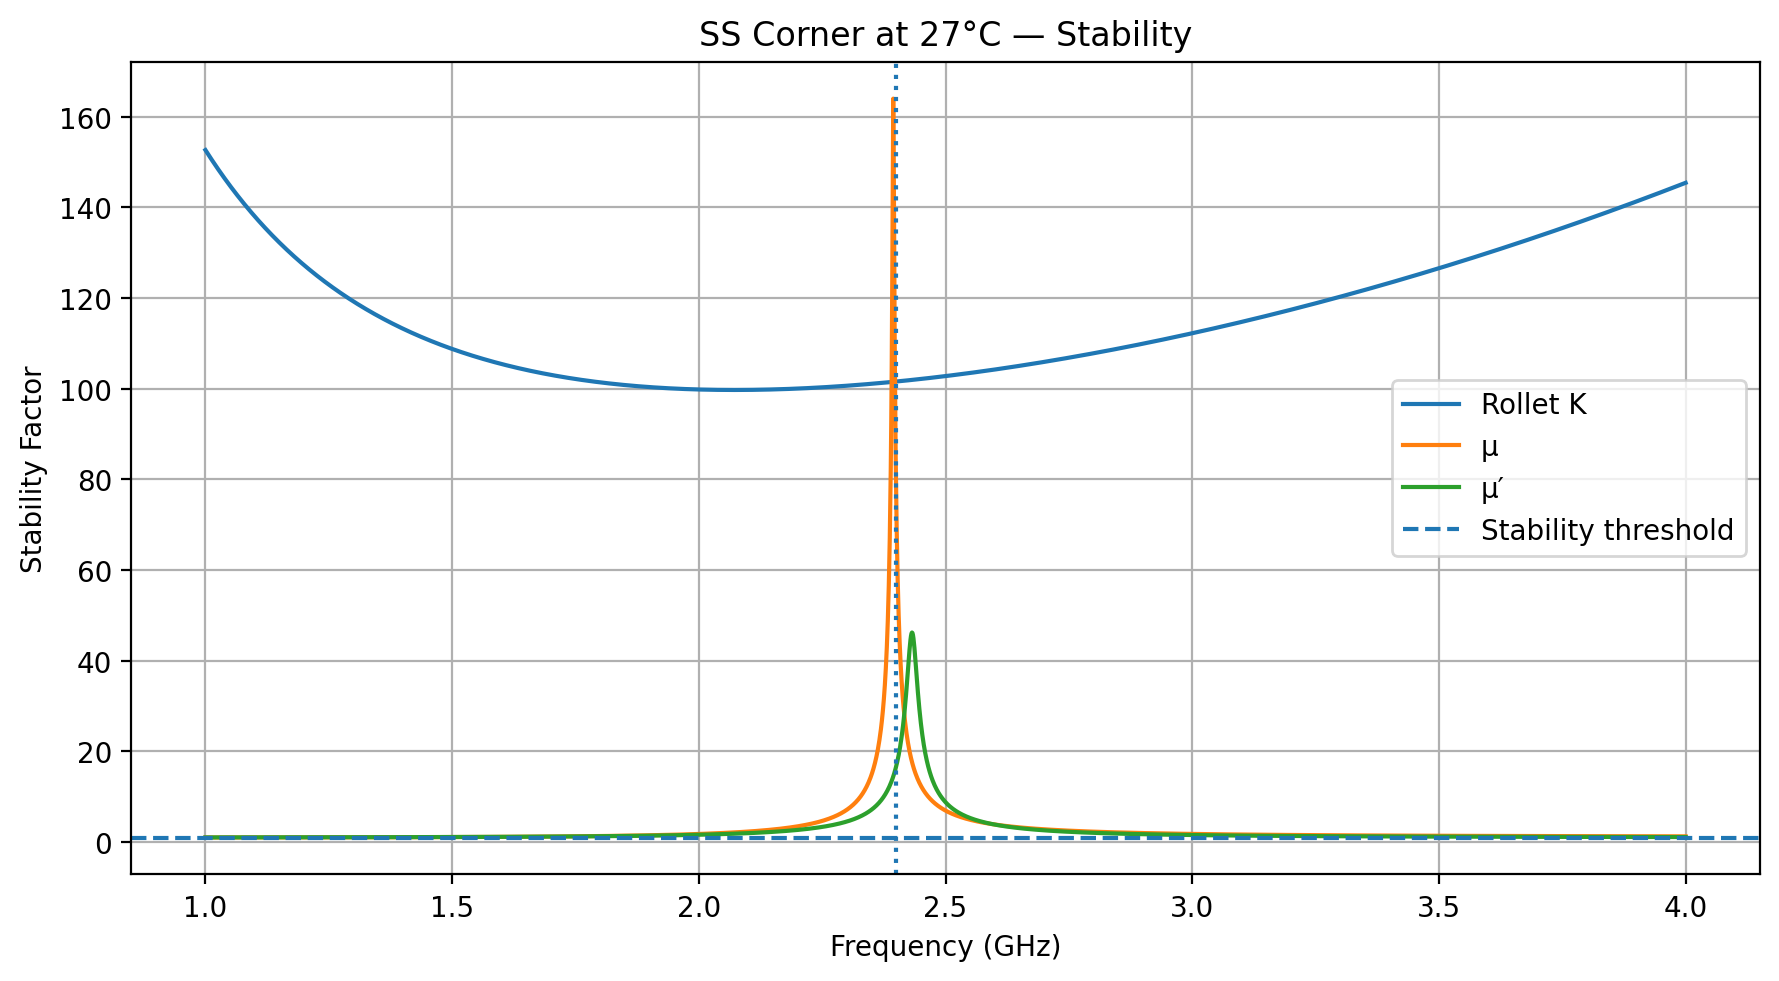 SS Corner at 27°C — Stability
Stability Factor
160
140
120
100
80
60
40
20
0
Rollet K
μ
μ′
Stability threshold
1.0 1.5 2.0 2.5 3.0 3.5 4.0
Frequency (GHz)